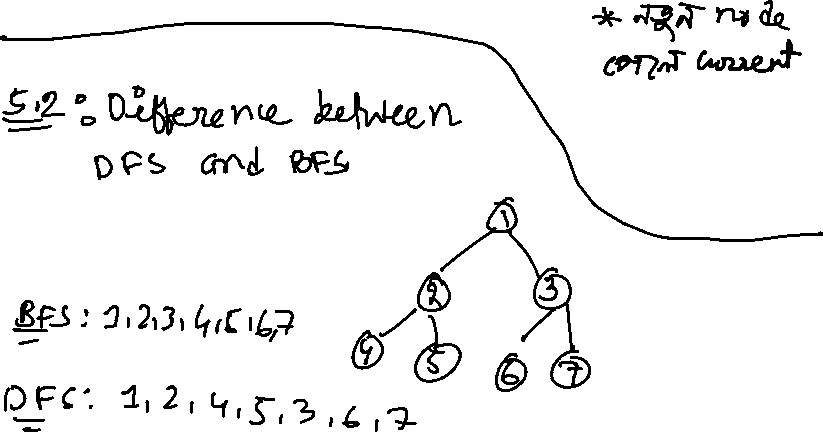 * নতুন node
current
5.2: Difference between
DFS and BFS
1
2 3
4 5 6 7
BFS: 1,2,3,4,5,6,7
DFS: 1, 2, 4, 5, 3, 6, 7